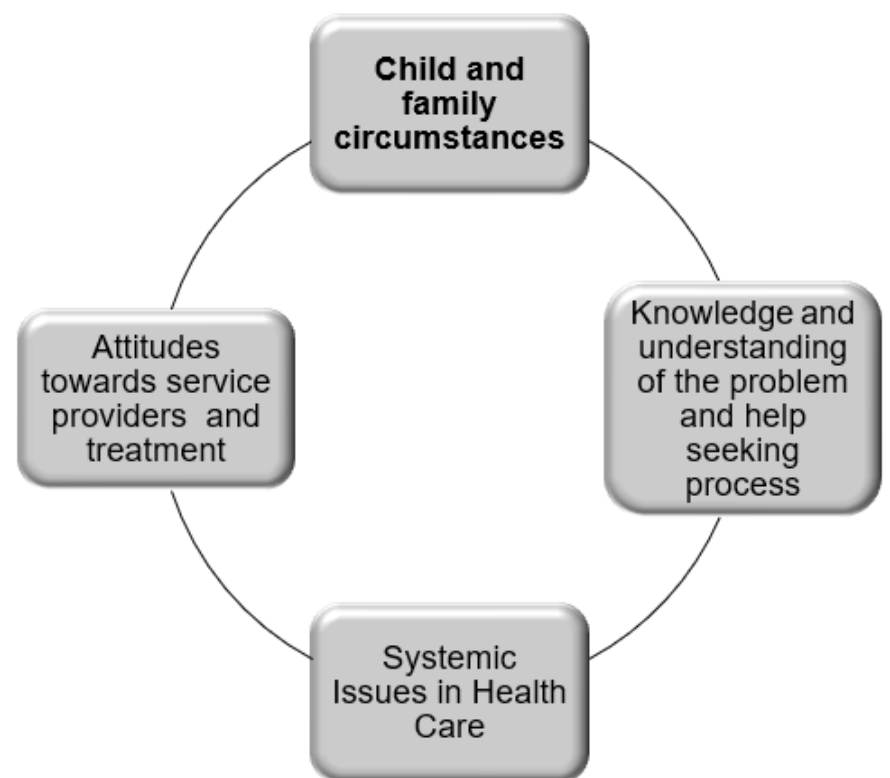 Child and
family
circumstances
Knowledge and
understanding
of the problem
and help
seeking
process
Systemic
Issues in Health
Care
Attitudes
towards service
providers and
treatment